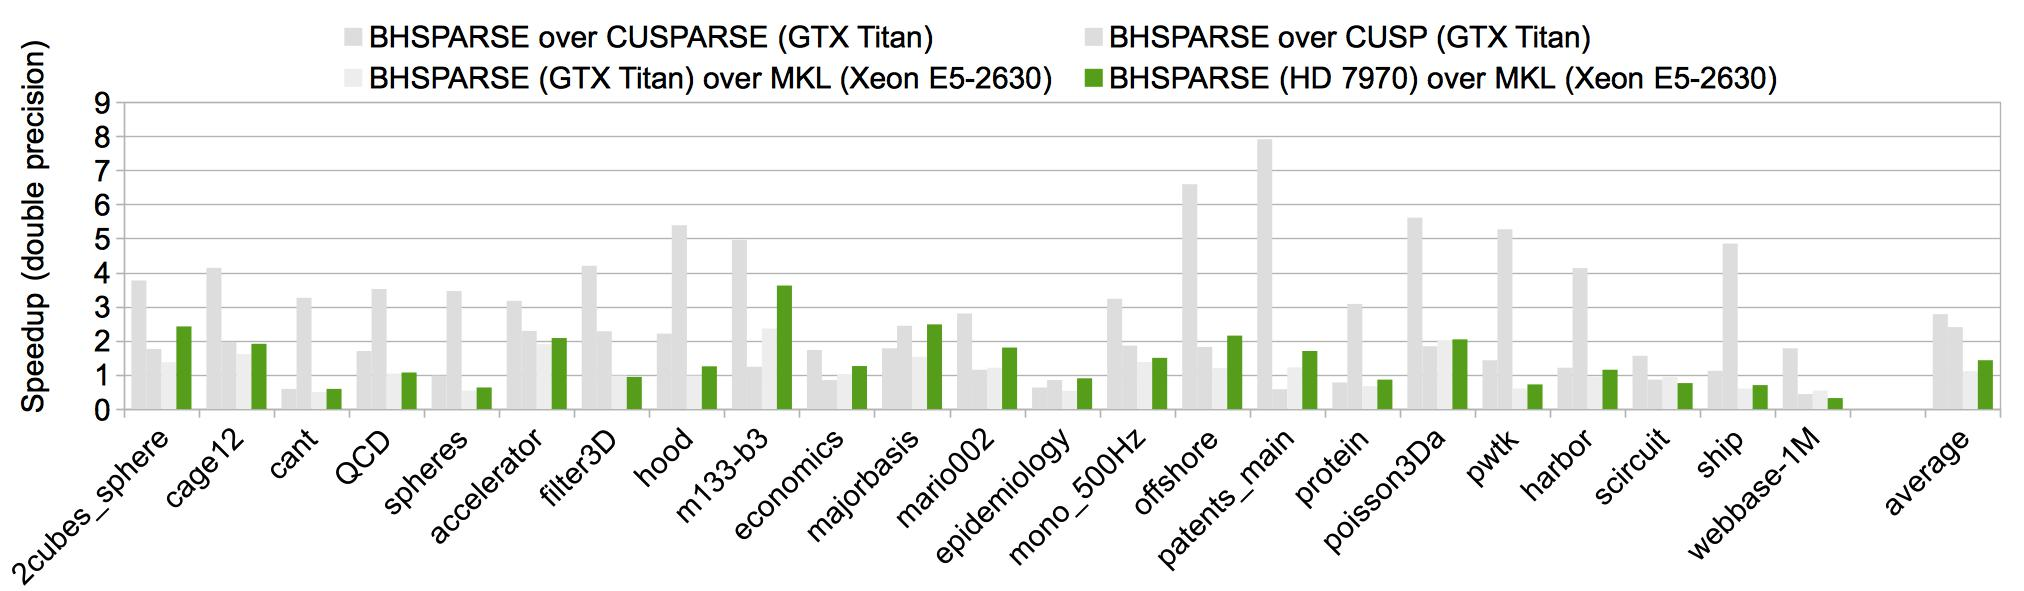 BHSPARSE over CUSPARSE (GTX Titan)
BHSPARSE over CUSP (GTX Titan)
BHSPARSE (GTX Titan) over MKL (Xeon E5-2630)
BHSPARSE (HD 7970) over MKL (Xeon E5-2630)
Speedup (double precision)
9
8
7
6
5
4
3
2
1
0
2cubes_sphere
cage12
cant
QCD
spheres
accelerator
filter3D
hood
m133-b3
economics
majorbasis
mario002
epidemiology
mono_500Hz
offshore
patents_main
protein
poisson3Da
pwtk
harbor
scircuit
ship
webbase-1M
average